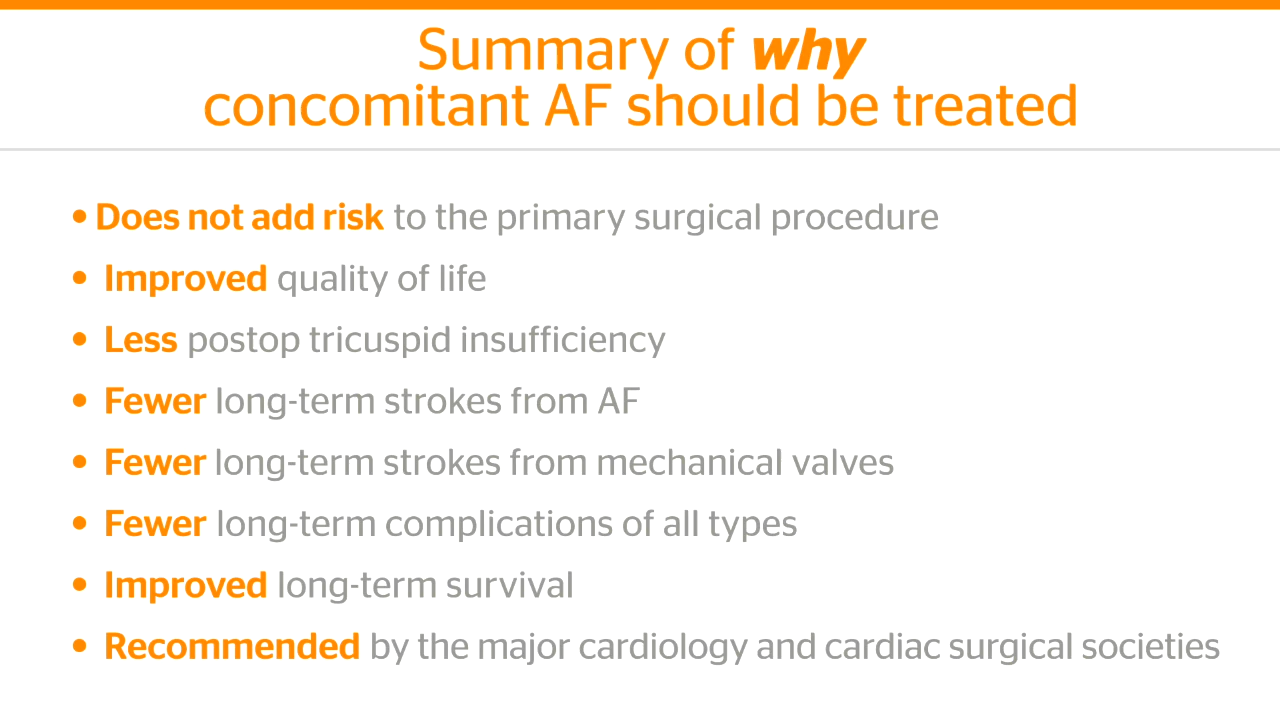 Summary of why
concomitant AF should be treated
• Does not add risk to the primary surgical procedure
• Improved quality of life
• Less postop tricuspid insufficiency
• Fewer long-term strokes from AF
• Fewer long-term strokes from mechanical valves
• Fewer long-term complications of all types
• Improved long-term survival
• Recommended by the major cardiology and cardiac surgical societies